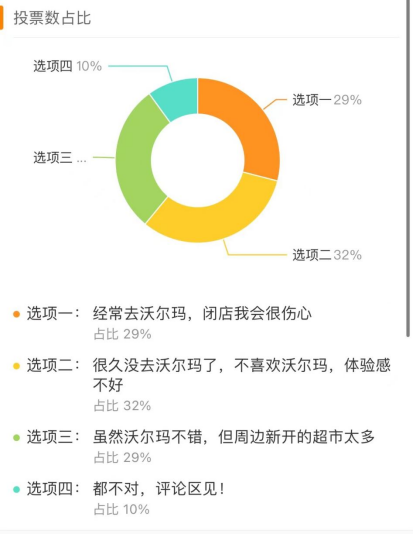 投票数占比
选项四 10%
选项一 29%
选项三 ...
选项二 32%
选项一： 经常去沃尔玛，闭店我会很伤心
占比 29%
选项二： 很久没去沃尔玛了，不喜欢沃尔玛，体验感
不好
占比 32%
选项三： 虽然沃尔玛不错，但周边新开的超市太多
占比 29%
选项四： 都不对，评论区见！
占比 10%